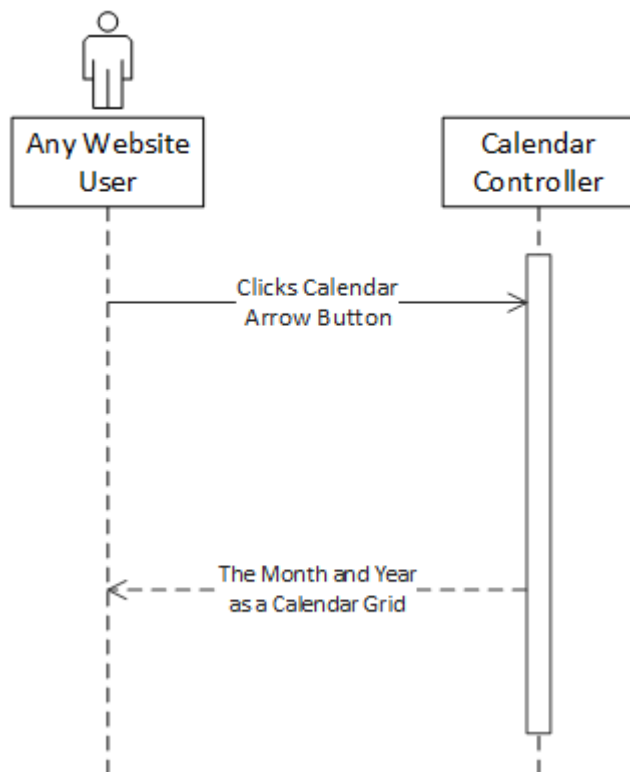 Any Website
User
Calendar
Controller
Clicks Calendar
Arrow Button
The Month and Year
as a Calendar Grid